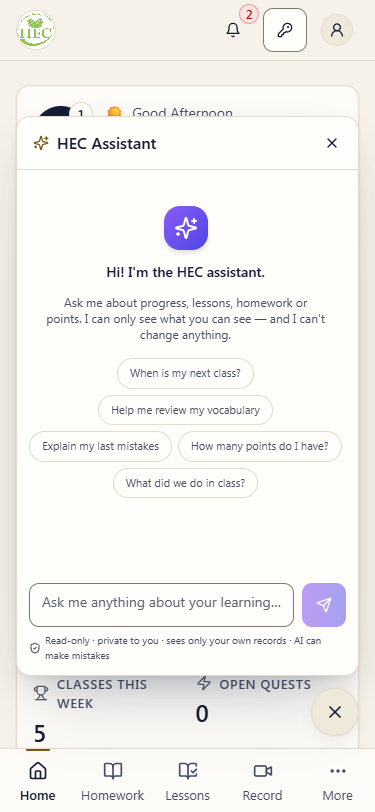 HEC
2
1
Good Afternoon
HEC Assistant
Hi! I'm the HEC assistant.
Ask me about progress, lessons, homework or
points. I can only see what you can see — and I can't
change anything.
When is my next class?
Help me review my vocabulary
Explain my last mistakes
How many points do I have?
What did we do in class?
Ask me anything about your learning...
Read-only · private to you · sees only your own records · AI can
make mistakes
CLASSES THIS
WEEK
5
OPEN QUESTS
0
Home
Homework
Lessons
Record
More